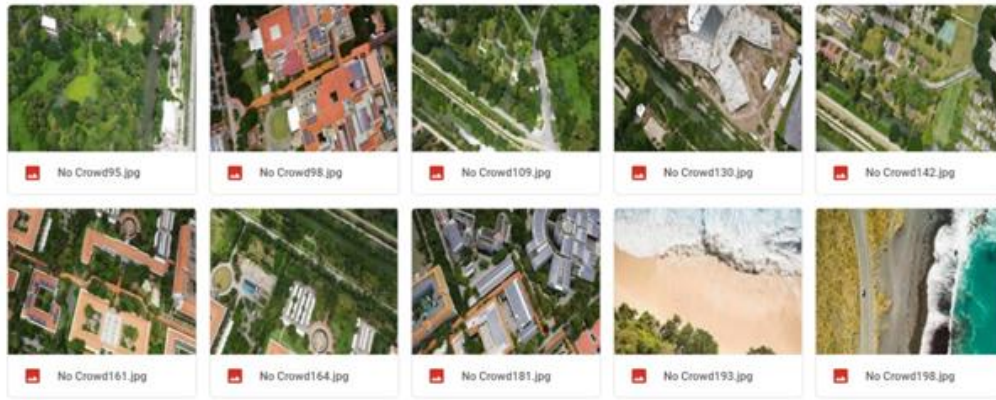 No Crowd95.jpg
No Crowd98.jpg
No Crowd109.jpg
No Crowd130.jpg
No Crowd142.jpg
No Crowd161.jpg
No Crowd164.jpg
No Crowd181.jpg
No Crowd193.jpg
No Crowd198.jpg